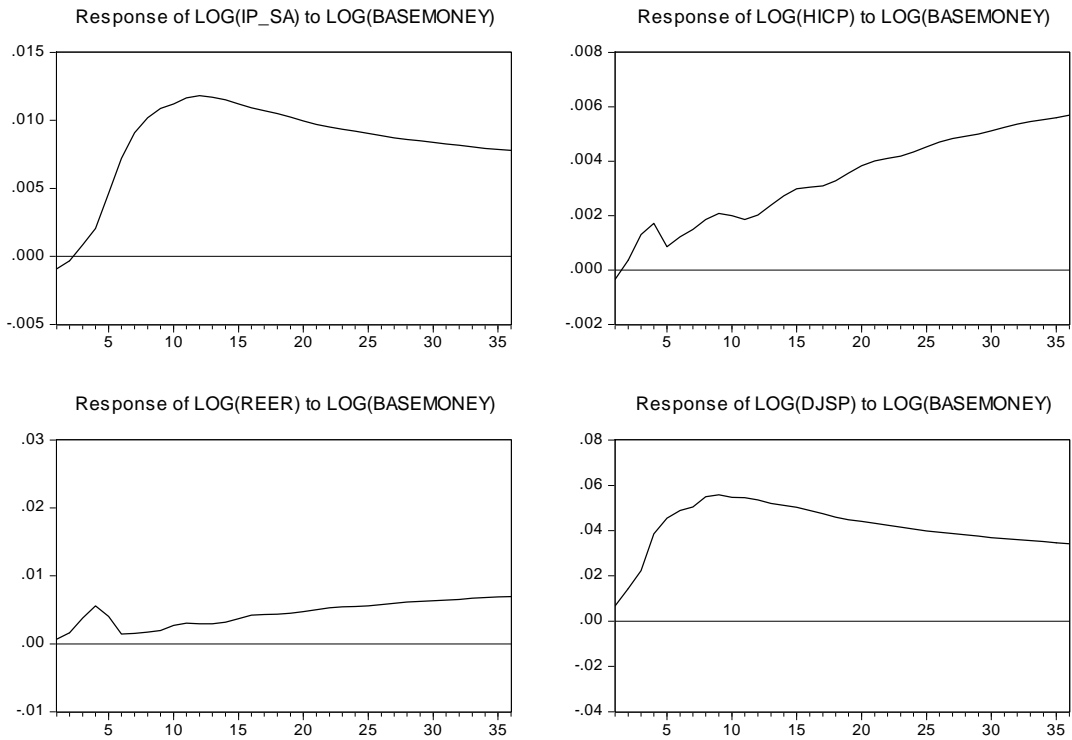 Response of LOG(IP_SA) to LOG(BASEMONEY)
.015
.010
.005
.000
-.005
5 10 15 20 25 30 35
Response of LOG(HICP) to LOG(BASEMONEY)
.008
.006
.004
.002
.000
-.002
5 10 15 20 25 30 35
Response of LOG(REER) to LOG(BASEMONEY)
.03
.02
.01
.00
-.01
5 10 15 20 25 30 35
Response of LOG(DJSP) to LOG(BASEMONEY)
.08
.06
.04
.02
.00
-.02
-.04
5 10 15 20 25 30 35